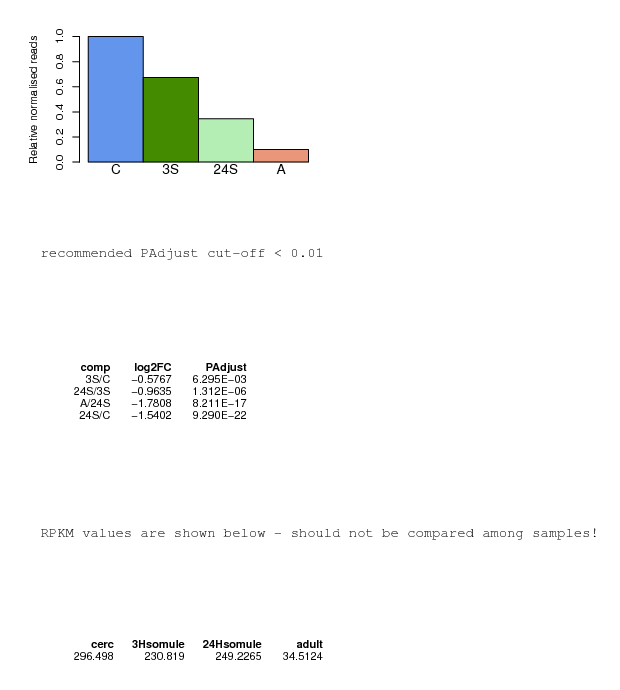 Relative normalised reads
1.0
0.8
0.6
0.4
0.2
0.0
C 3S 24S A
recommended PAdjust cut-off < 0.01
comp log2FC PAdjust
3S/C −0.5767 6.295E−03
24S/3S −0.9635 1.312E−06
A/24S −1.7808 8.211E−17
24S/C −1.5402 9.290E−22
RPKM values are shown below - should not be compared among samples!
cerc 3Hsomule 24Hsomule adult
296.498 230.819 249.2265 34.5124